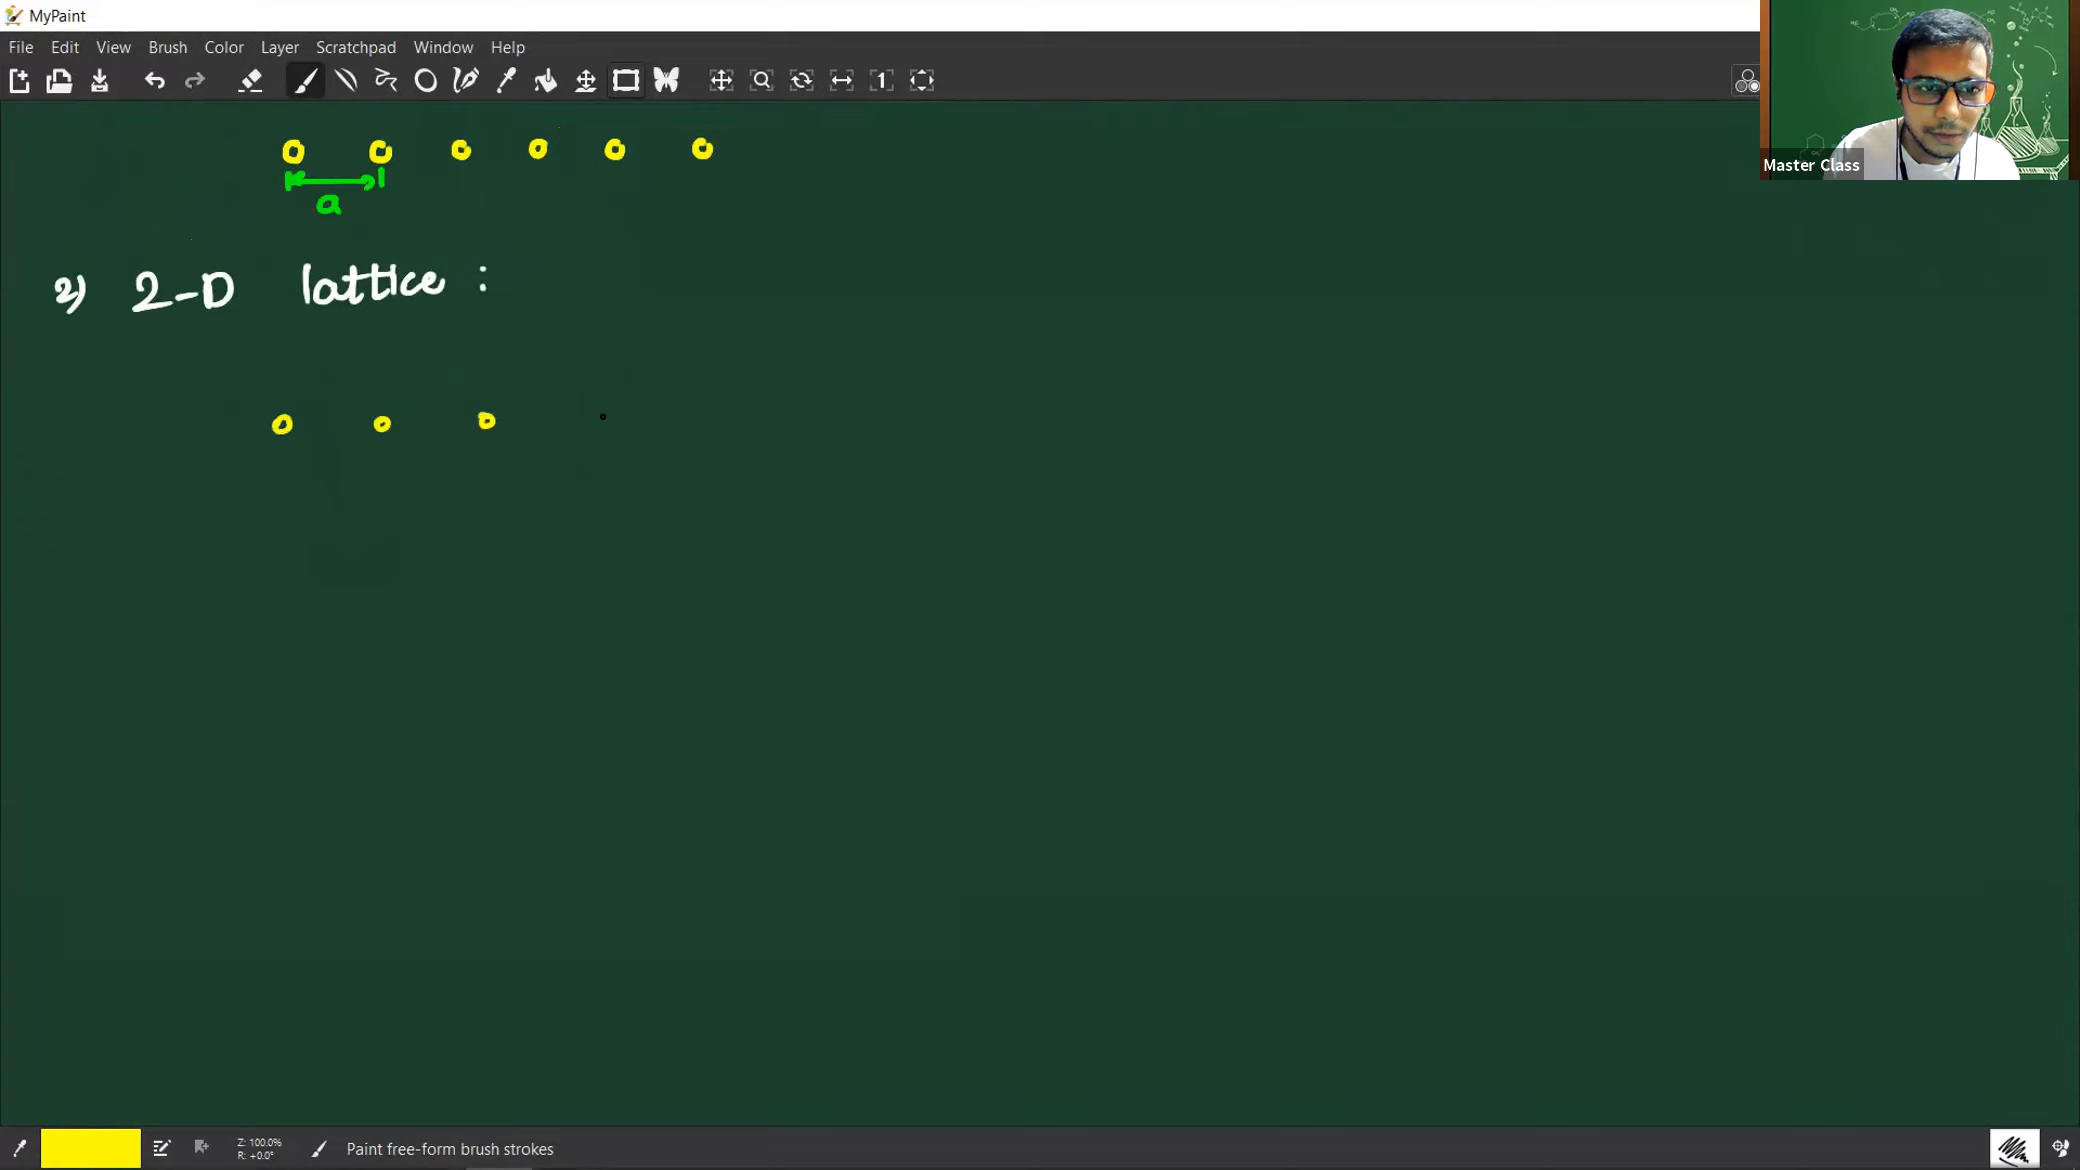 MyPaint
File Edit View Brush Color Layer Scratchpad Window Help
1
Master Class
a
2) 2-D lattice :
Z: 100.0%
R: +0.0°
Paint free-form brush strokes